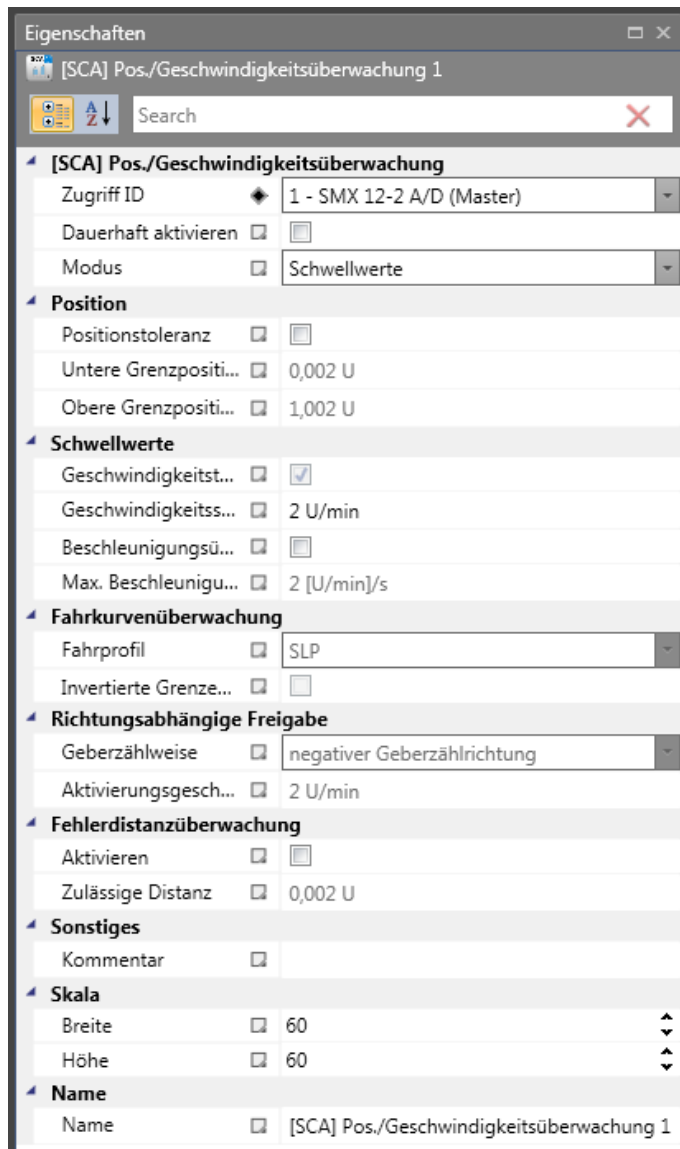 Eigenschaften
[SCA] Pos./Geschwindigkeitsüberwachung 1
Search
[SCA] Pos./Geschwindigkeitsüberwachung
Zugriff ID 1 - SMX 12-2 A/D (Master)
Dauerhaft aktivieren
Modus Schwellwerte
Position
Positionstoleranz
Untere Grenzpositi... 0,002 U
Obere Grenzpositi... 1,002 U
Schwellwerte
Geschwindigkeitst...
Geschwindigkeitss... 2 U/min
Beschleunigungsü...
Max. Beschleunigu... 2 [U/min]/s
Fahrkurvenüberwachung
Fahrprofil SLP
Invertierte Grenze...
Richtungsabhängige Freigabe
Geberzählweise negativer Geberzählrichtung
Aktivierungsgesch... 2 U/min
Fehlerdistanzüberwachung
Aktivieren
Zulässige Distanz 0,002 U
Sonstiges
Kommentar
Skala
Breite 60
Höhe 60
Name
Name [SCA] Pos./Geschwindigkeitsüberwachung 1